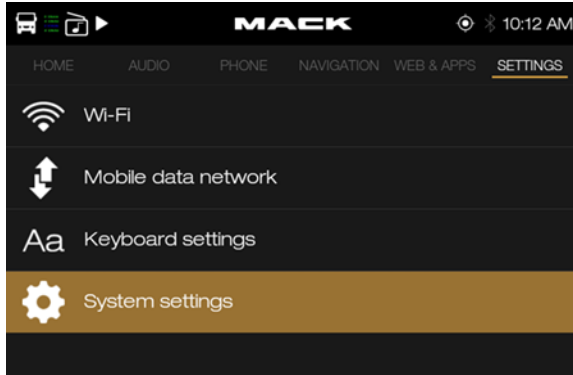 MACK 10:12 AM
HOME AUDIO PHONE NAVIGATION WEB & APPS SETTINGS
Wi-Fi
Mobile data network
Aa Keyboard settings
System settings